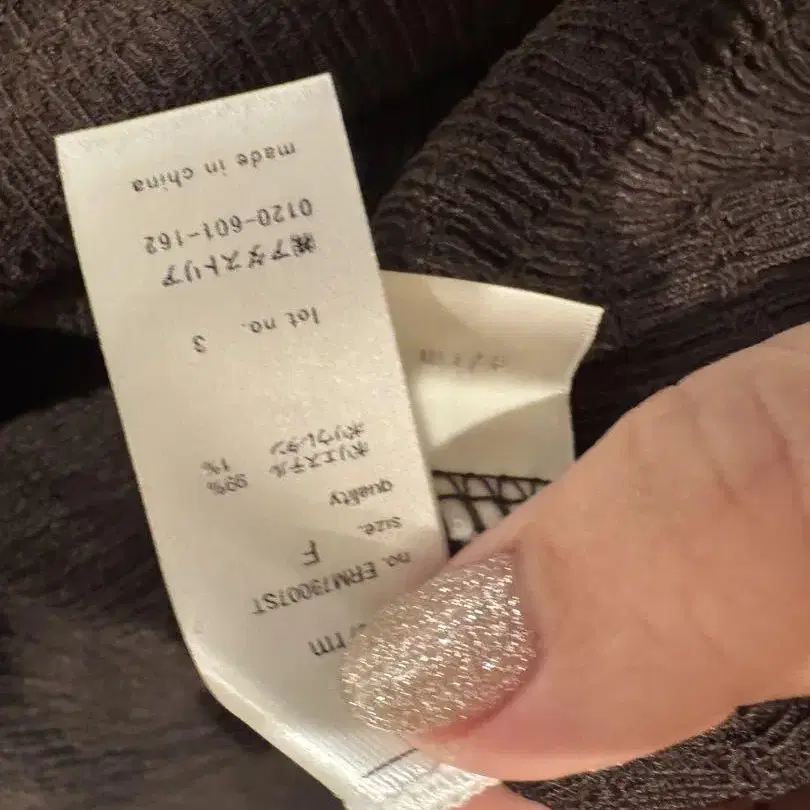 no. ERM79007ST
size. F
quality
ポリエステル 99%
ポリウレタン 1%
lot no. 3
㈱アダストリア
0120-601-162
made in china